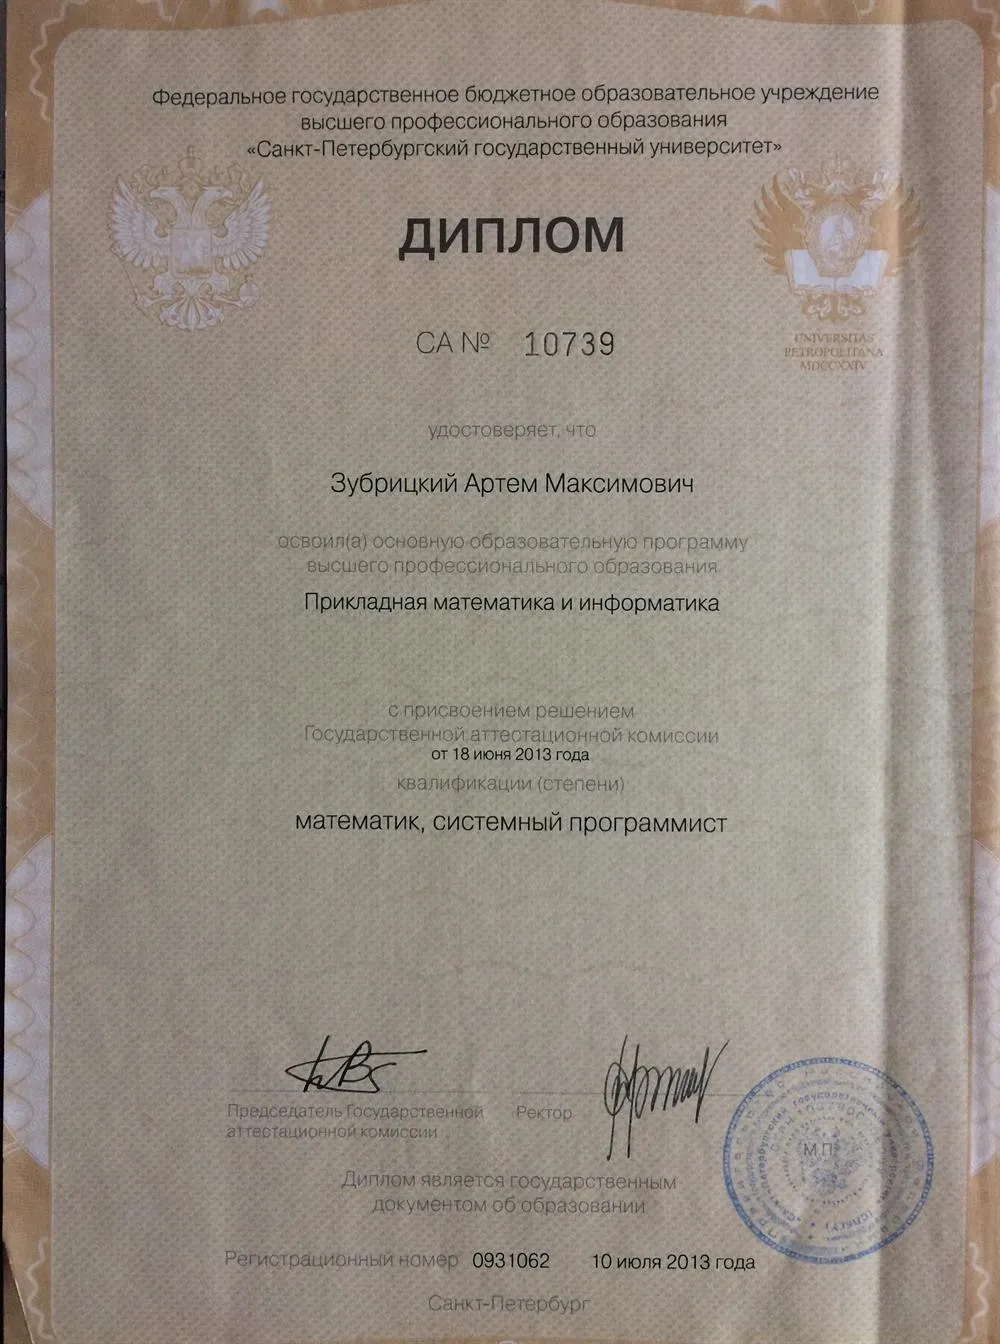 Федеральное государственное бюджетное образовательное учреждение
высшего профессионального образования
«Санкт-Петербургский государственный университет»
ДИПЛОМ
UNIVERSITAS
PETROPOLITANA
MDCCXXIV
СА № 10739
удостоверяет, что
Зубрицкий Артем Максимович
освоил(а) основную образовательную программу
высшего профессионального образования
Прикладная математика и информатика
с присвоением решением
Государственной аттестационной комиссии
от 18 июня 2013 года
квалификации (степени)
математик, системный программист
Председатель Государственной
аттестационной комиссии
Ректор
М.П.
Диплом является государственным
документом об образовании
Регистрационный номер 0931062 10 июля 2013 года
Санкт-Петербург